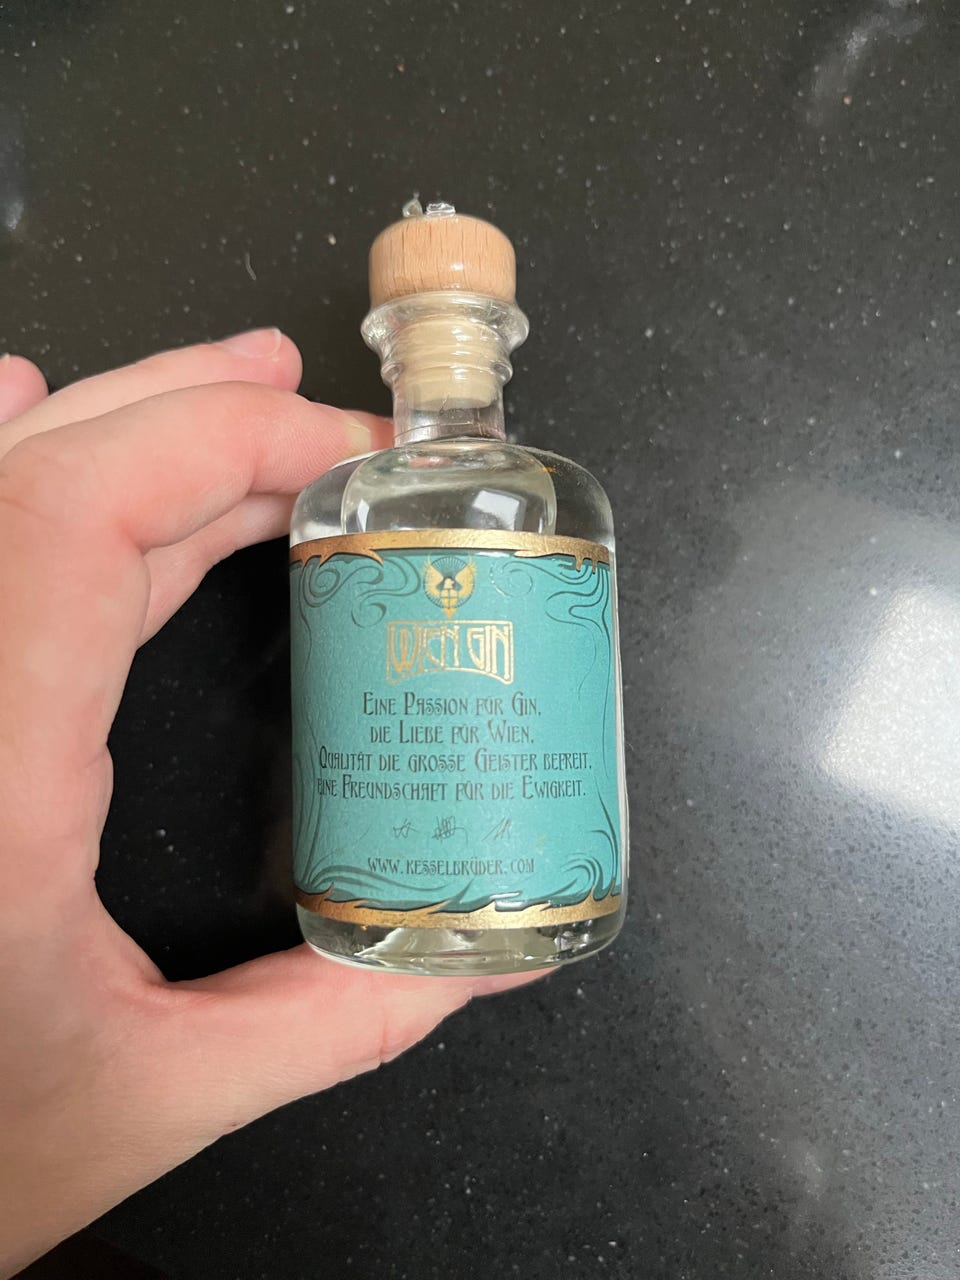 WIEN GIN
EINE PASSION FÜR GIN,
DIE LIEBE FÜR WIEN,
QUALITÄT DIE GROSSE GEISTER BEFREIT,
EINE FREUNDSCHAFT FÜR DIE EWIGKEIT.
WWW.KESSELBRÜDER.COM